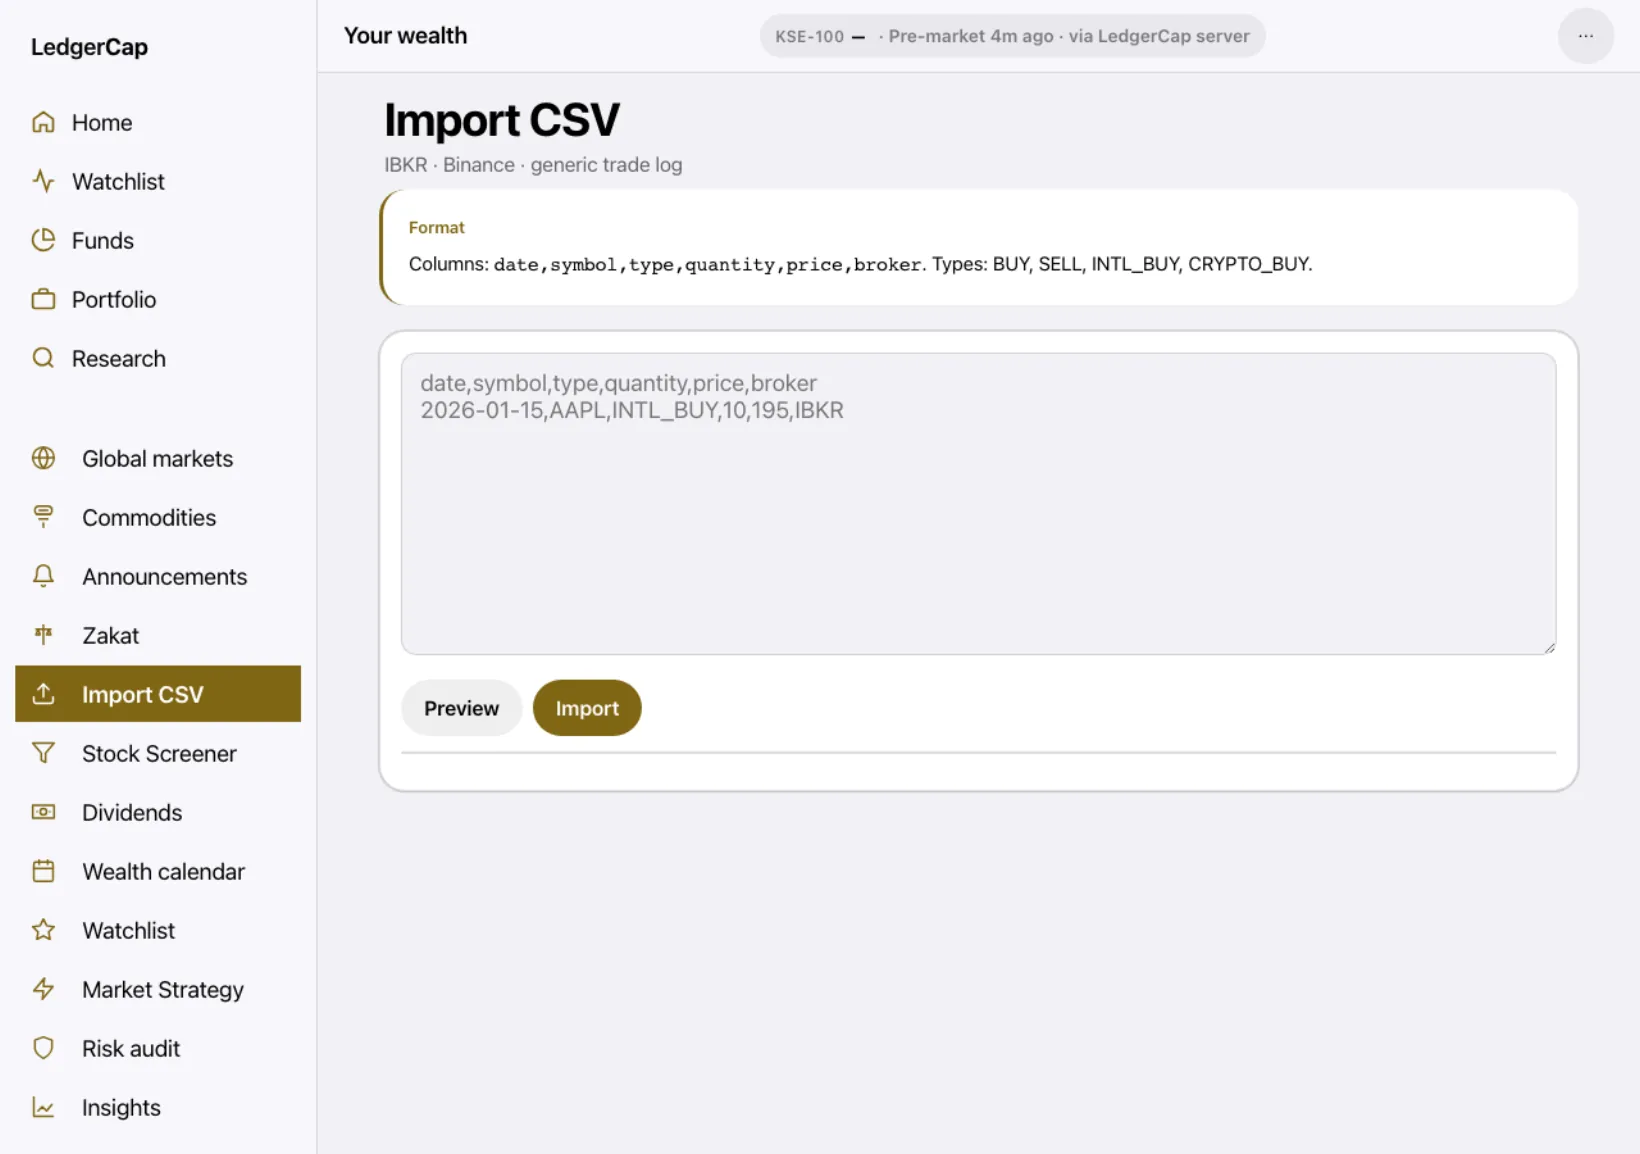 LedgerCap
Home
Watchlist
Funds
Portfolio
Research
Global markets
Commodities
Announcements
Zakat
Import CSV
Stock Screener
Dividends
Wealth calendar
Watchlist
Market Strategy
Risk audit
Insights
Your wealth
KSE-100 — · Pre-market 4m ago · via LedgerCap server
...
Import CSV
IBKR · Binance · generic trade log
Format
Columns: date,symbol,type,quantity,price,broker. Types: BUY, SELL, INTL_BUY, CRYPTO_BUY.
date,symbol,type,quantity,price,broker
2026-01-15,AAPL,INTL_BUY,10,195,IBKR
Preview
Import